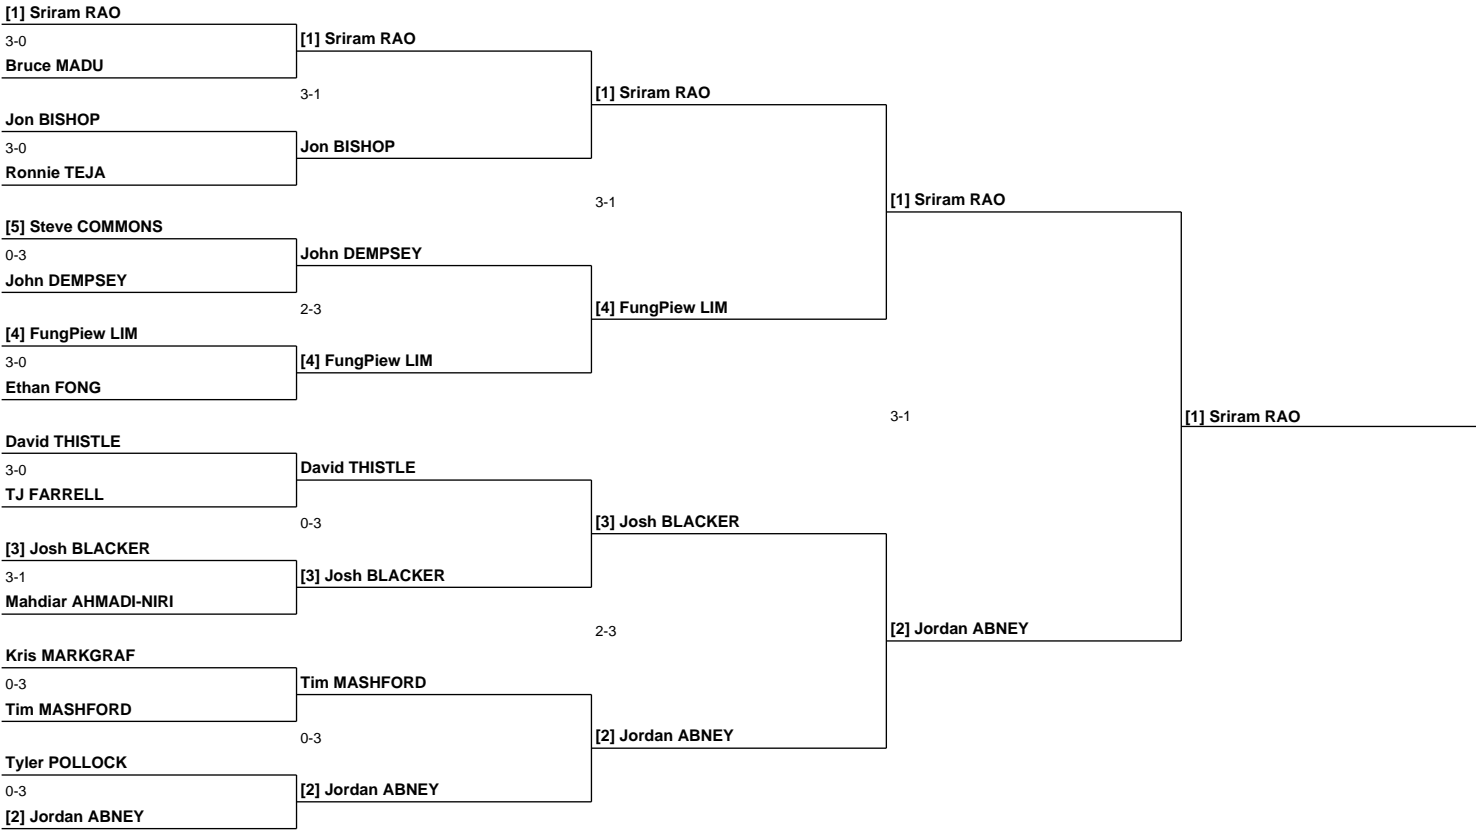 [1] Sriram RAO
3-0
Bruce MADU
Jon BISHOP
3-0
Ronnie TEJA
[5] Steve COMMONS
0-3
John DEMPSEY
[4] FungPiew LIM
3-0
Ethan FONG
David THISTLE
3-0
TJ FARRELL
[3] Josh BLACKER
3-1
Mahdiar AHMADI-NIRI
Kris MARKGRAF
0-3
Tim MASHFORD
Tyler POLLOCK
0-3
[2] Jordan ABNEY
[1] Sriram RAO
3-1
Jon BISHOP
John DEMPSEY
2-3
[4] FungPiew LIM
David THISTLE
0-3
[3] Josh BLACKER
Tim MASHFORD
0-3
[2] Jordan ABNEY
[1] Sriram RAO
3-1
[4] FungPiew LIM
[3] Josh BLACKER
2-3
[2] Jordan ABNEY
[1] Sriram RAO
3-1
[2] Jordan ABNEY
[1] Sriram RAO